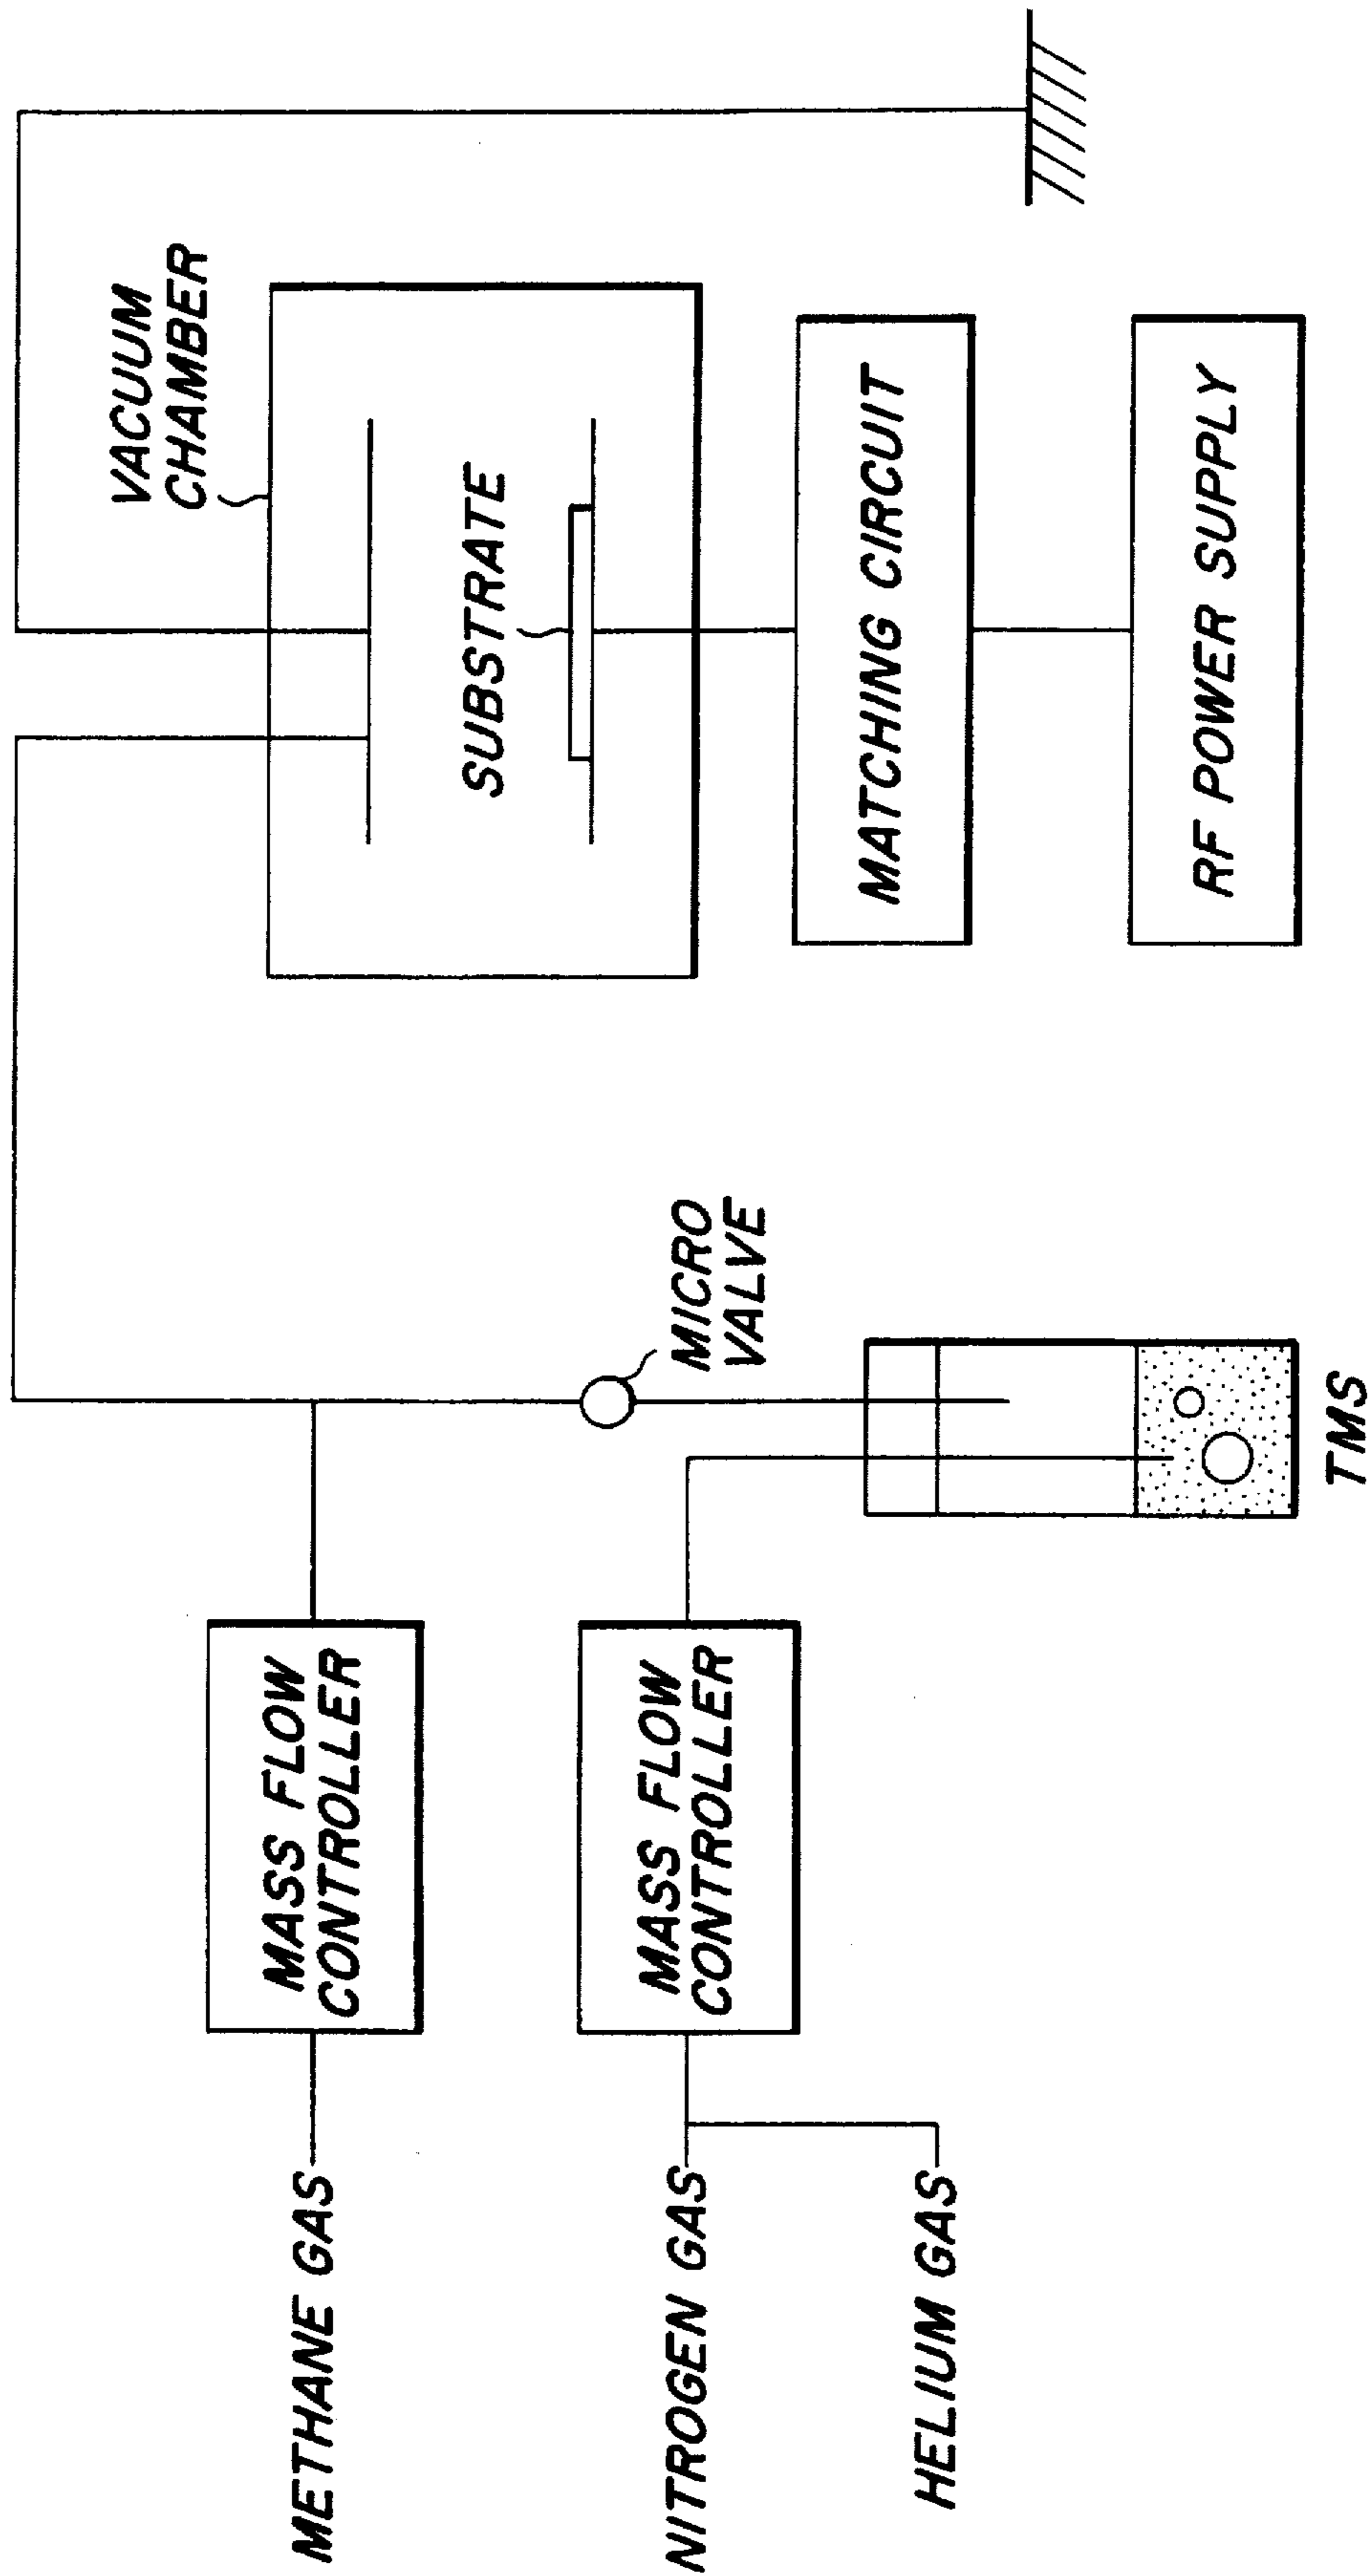 METHANE GAS
MASS FLOW
CONTROLLER
NITROGEN GAS
MASS FLOW
CONTROLLER
HELIUM GAS
MICRO
VALVE
TMS
VACUUM
CHAMBER
SUBSTRATE
MATCHING CIRCUIT
RF POWER SUPPLY